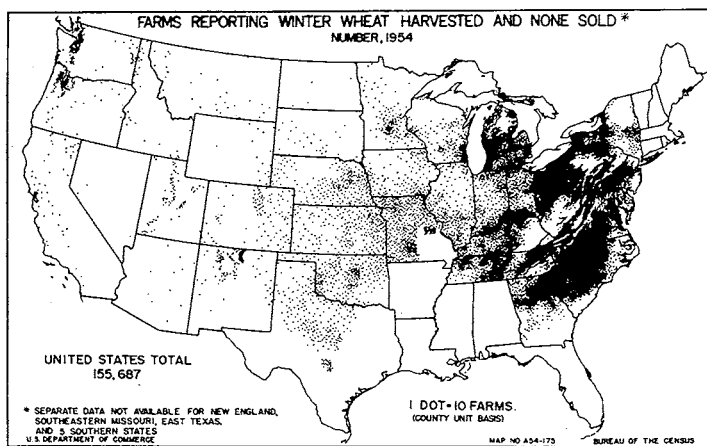 FARMS REPORTING WINTER WHEAT HARVESTED AND NONE SOLD*
NUMBER, 1954
UNITED STATES TOTAL
155,687
1 DOT=10 FARMS.
(COUNTY UNIT BASIS)
* SEPARATE DATA NOT AVAILABLE FOR NEW ENGLAND,
SOUTHEASTERN MISSOURI, EAST TEXAS,
AND 5 SOUTHERN STATES
U.S. DEPARTMENT OF COMMERCE
MAP NO A54-175
BUREAU OF THE CENSUS